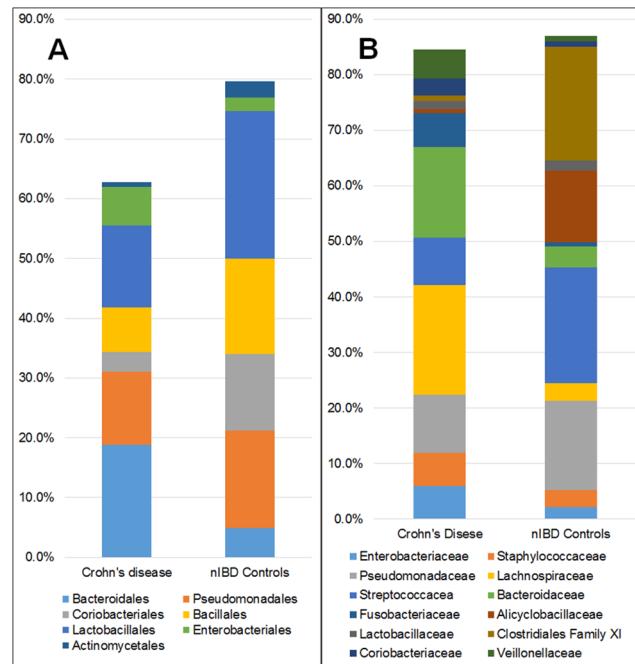 A
90.0%
80.0%
70.0%
60.0%
50.0%
40.0%
30.0%
20.0%
10.0%
0.0%
Crohn's disease nIBD Controls
Bacteroidales Pseudomonadales
Coriobacteriales Bacillales
Lactobacillales Enterobacteriales
Actinomycetales
B
90.0%
80.0%
70.0%
60.0%
50.0%
40.0%
30.0%
20.0%
10.0%
0.0%
Crohn's Disese nIBD Controls
Enterobacteriaceae Staphylococcaceae
Pseudomonadaceae Lachnospiraceae
Streptococcacea Bacteroidaceae
Fusobacteriaceae Alicyclobacillaceae
Lactobacillaceae Clostridiales Family XI
Coriobacteriaceae Veillonellaceae